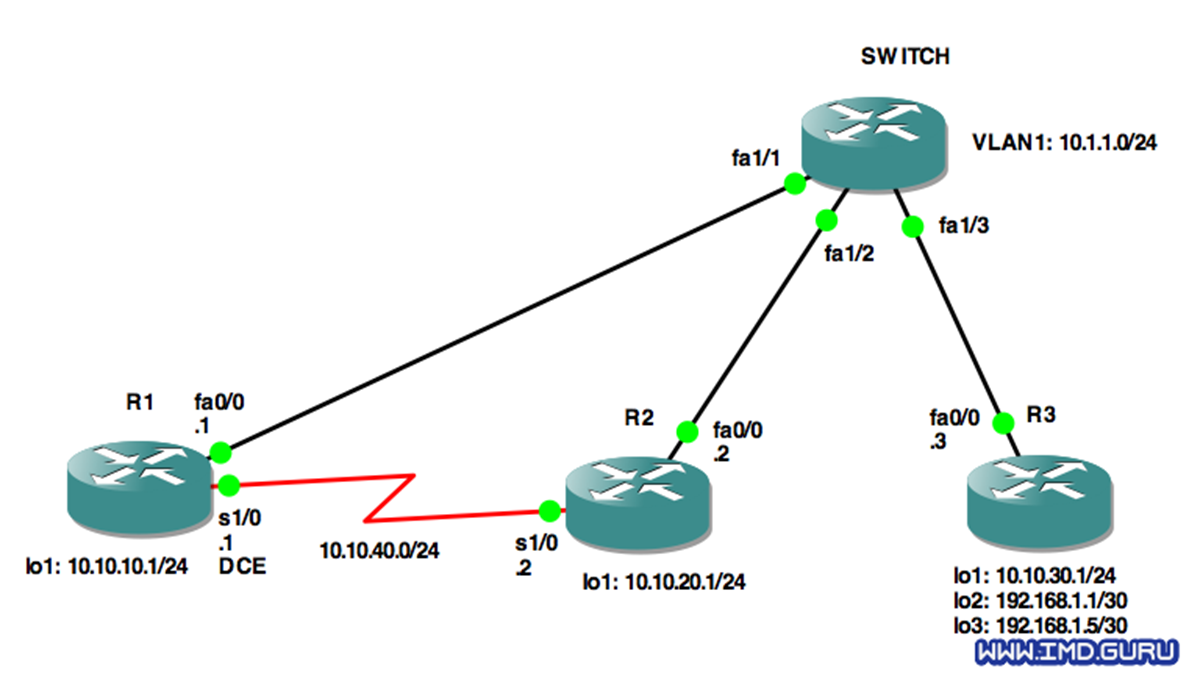 SWITCH
VLAN1: 10.1.1.0/24
fa1/1
fa1/2
fa1/3
R1
fa0/0
.1
s1/0
.1
DCE
lo1: 10.10.10.1/24
10.10.40.0/24
R2
fa0/0
.2
s1/0
.2
lo1: 10.10.20.1/24
fa0/0
.3
R3
lo1: 10.10.30.1/24
lo2: 192.168.1.1/30
lo3: 192.168.1.5/30
WWW.IMD.GURU